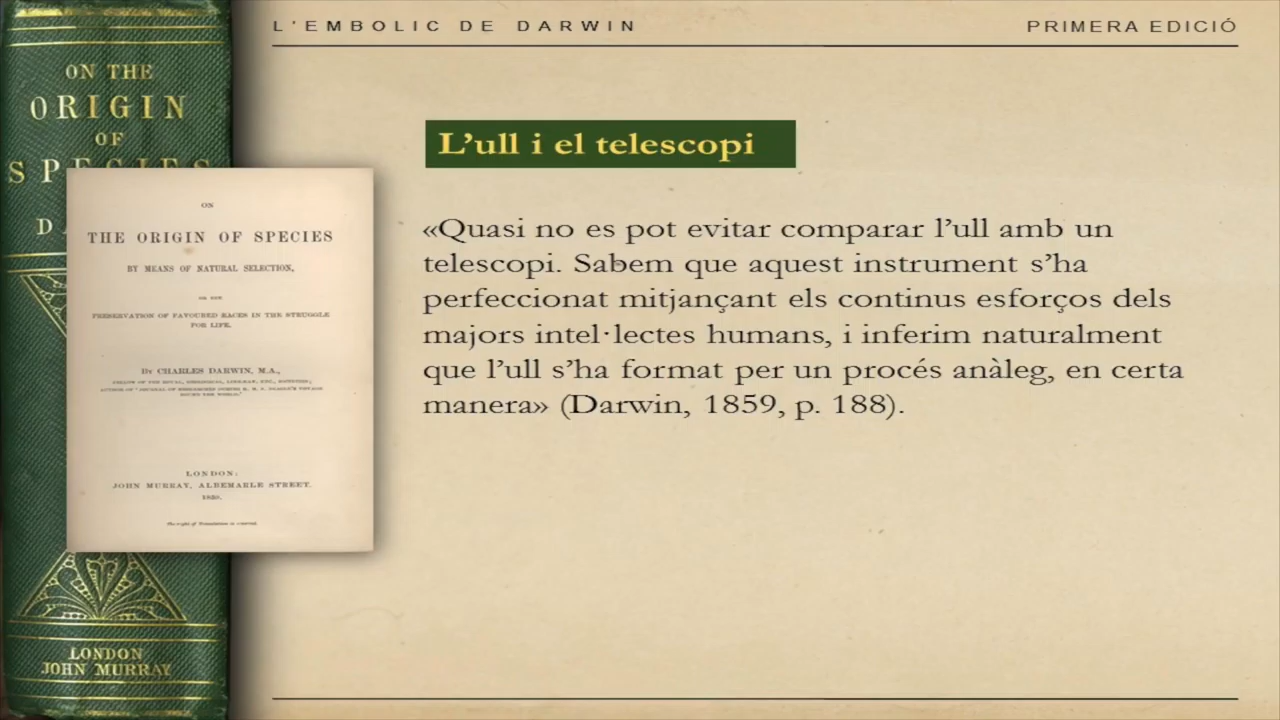 L'EMBOLIC DE DARWIN
PRIMERA EDICIÓ
ON THE
ORIGIN
OF
LONDON
JOHN MURRAY
ON
THE ORIGIN OF SPECIES
BY MEANS OF NATURAL SELECTION,
OR THE
PRESERVATION OF FAVOURED RACES IN THE STRUGGLE
FOR LIFE.
By CHARLES DARWIN, M.A.,
LONDON:
JOHN MURRAY, ALBEMARLE STREET.
L'ull i el telescopi
«Quasi no es pot evitar comparar l'ull amb un
telescopi. Sabem que aquest instrument s'ha
perfeccionat mitjançant els continus esforços dels
majors intel·lectes humans, i inferim naturalment
que l'ull s'ha format per un procés anàleg, en certa
manera» (Darwin, 1859, p. 188).